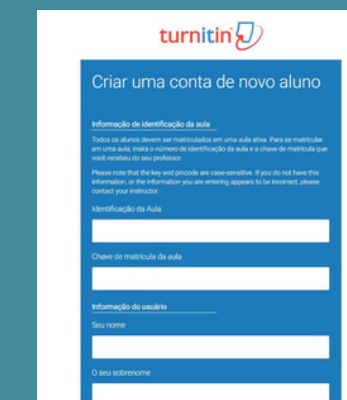 turnitin
Criar uma conta de novo aluno
Informação de identificação da aula
Todos os alunos devem ser matriculados em uma aula ativa. Para se matricular
em uma aula, insira o número de identificação da aula e a chave de matrícula que
você recebeu do seu professor.
Please note that the key and pincode are case-sensitive. If you do not have this
information, or the information you are entering appears to be incorrect, please
contact your instructor.
Identificação da Aula
Chave de matrícula da aula
Informação do usuário
Seu nome
O seu sobrenome